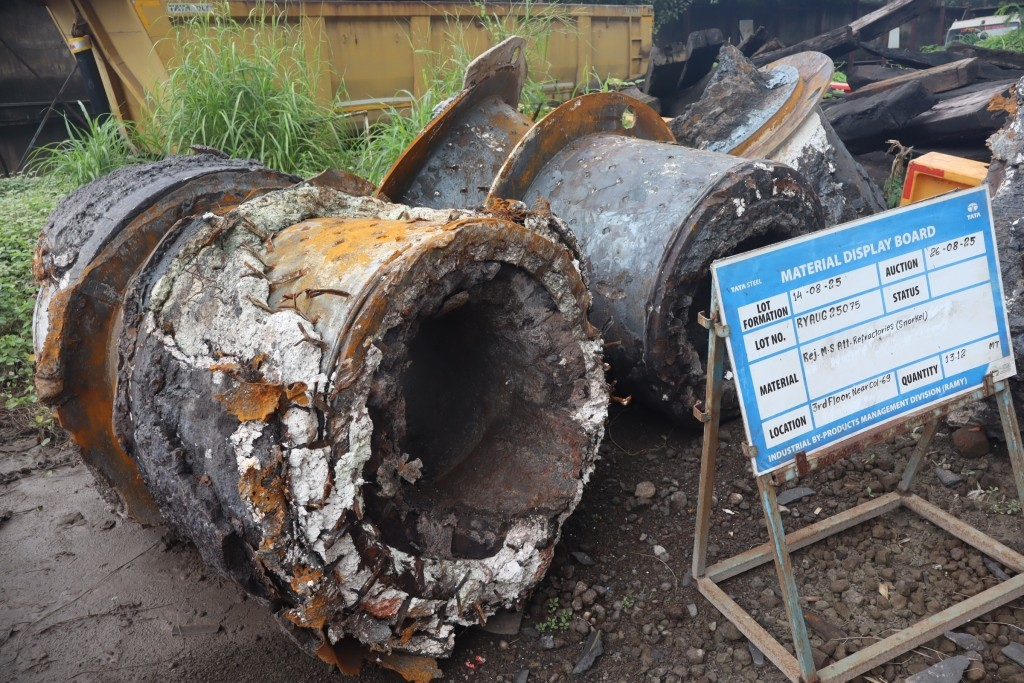 TATA
MATERIAL DISPLAY BOARD
TATA STEEL
LOT FORMATION 14-08-25 AUCTION 26-08-25
LOT NO. RYAUG25075 STATUS
MATERIAL Rej. M.S Att. Refractories (Snorkel)
LOCATION 3rd Floor, Near Col-69 QUANTITY 13.12 MT
INDUSTRIAL BY-PRODUCTS MANAGEMENT DIVISION (RAMY)